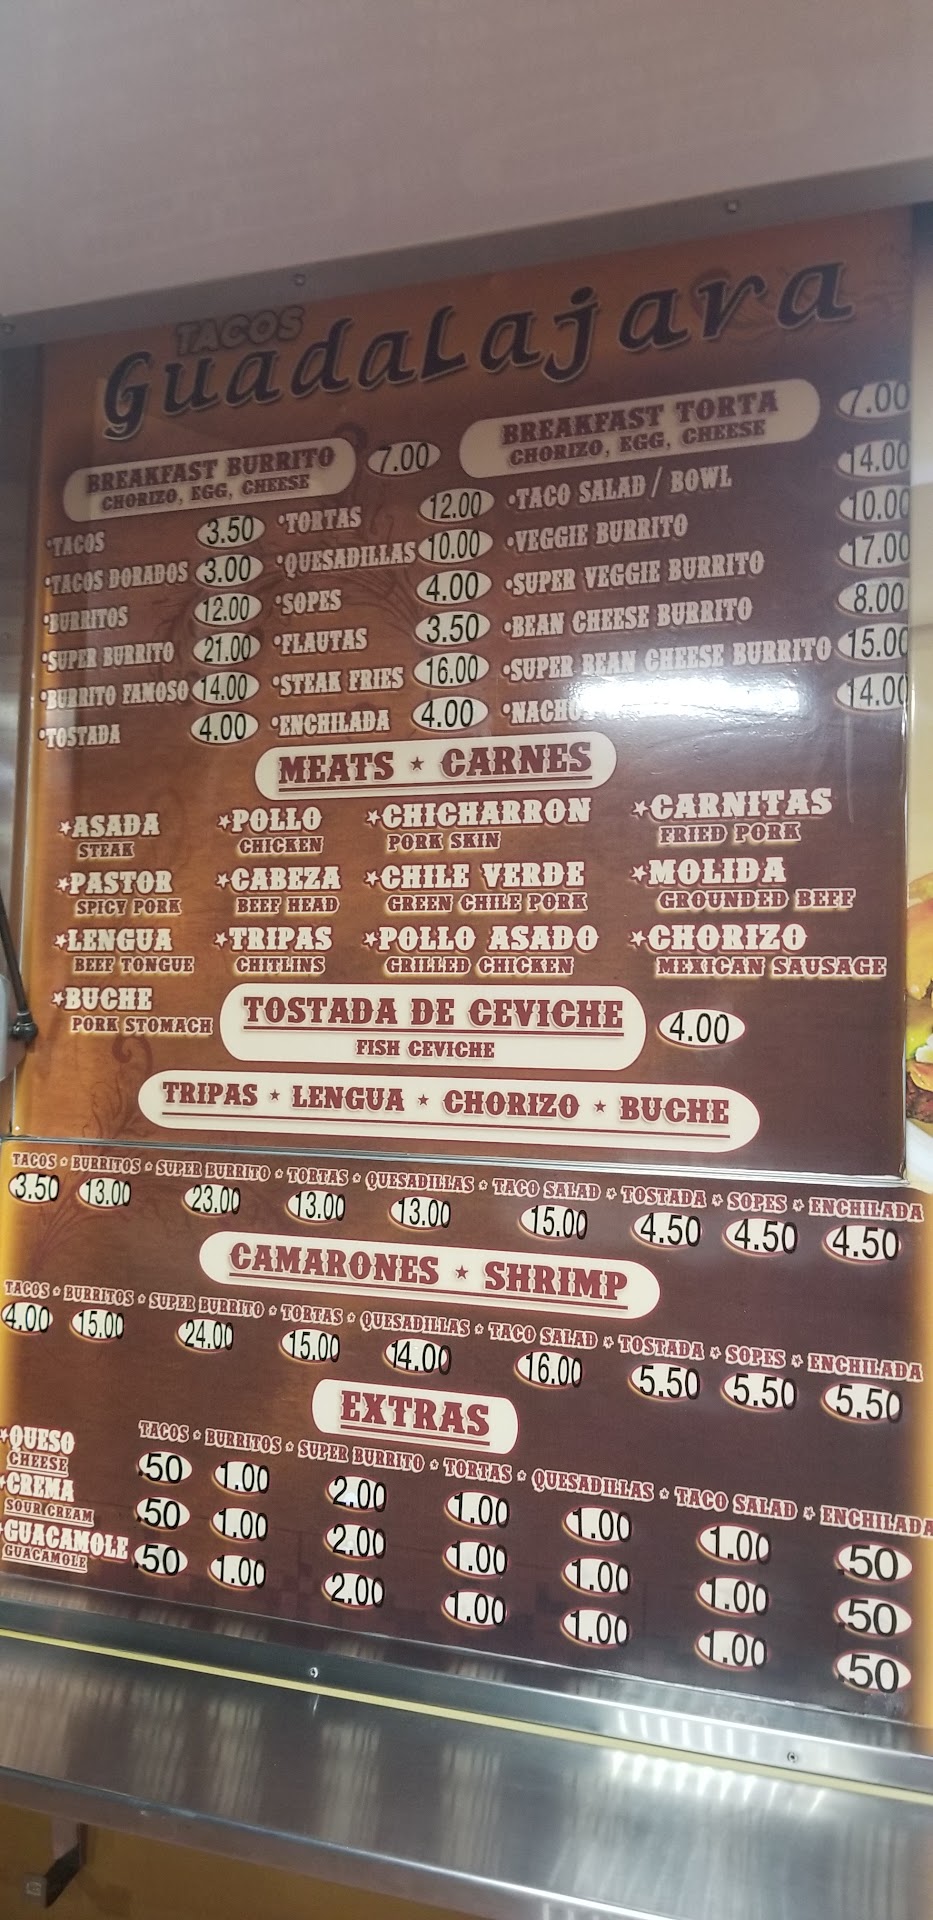 TACOS
Guadalajara
BREAKFAST BURRITO 7.00
CHORIZO, EGG, CHEESE
BREAKFAST TORTA 7.00
CHORIZO, EGG, CHEESE
•TACOS 3.50
•TACOS DORADOS 3.00
•BURRITOS 12.00
•SUPER BURRITO 21.00
•BURRITO FAMOSO 14.00
•TOSTADA 4.00
•TORTAS 12.00
•QUESADILLAS 10.00
•SOPES 4.00
•FLAUTAS 3.50
•STEAK FRIES 16.00
•ENCHILADA 4.00
•TACO SALAD / BOWL 14.00
•VEGGIE BURRITO 10.00
•SUPER VEGGIE BURRITO 17.00
•BEAN CHEESE BURRITO 8.00
•SUPER BEAN CHEESE BURRITO 15.00
•NACHOS 14.00
MEATS ★ CARNES
★ASADA
STEAK
★PASTOR
SPICY PORK
★LENGUA
BEEF TONGUE
★BUCHE
PORK STOMACH
★POLLO
CHICKEN
★CABEZA
BEEF HEAD
★TRIPAS
CHITLINS
★CHICHARRON
PORK SKIN
★CHILE VERDE
GREEN CHILE PORK
★POLLO ASADO
GRILLED CHICKEN
★CARNITAS
FRIED PORK
★MOLIDA
GROUNDED BEEF
★CHORIZO
MEXICAN SAUSAGE
TOSTADA DE CEVICHE 4.00
FISH CEVICHE
TRIPAS ★ LENGUA ★ CHORIZO ★ BUCHE
TACOS ★ BURRITOS ★ SUPER BURRITO ★ TORTAS ★ QUESADILLAS ★ TACO SALAD ★ TOSTADA ★ SOPES ★ ENCHILADA
3.50 13.00 23.00 13.00 13.00 15.00 4.50 4.50 4.50
CAMARONES ★ SHRIMP
TACOS ★ BURRITOS ★ SUPER BURRITO ★ TORTAS ★ QUESADILLAS ★ TACO SALAD ★ TOSTADA ★ SOPES ★ ENCHILADA
4.00 15.00 24.00 15.00 14.00 16.00 5.50 5.50 5.50
EXTRAS
TACOS ★ BURRITOS ★ SUPER BURRITO ★ TORTAS ★ QUESADILLAS ★ TACO SALAD ★ ENCHILADA
★QUESO
CHEESE
.50 1.00 2.00 1.00 1.00 1.00 .50
★CREMA
SOUR CREAM
.50 1.00 2.00 1.00 1.00 1.00 .50
GUACAMOLE
GUACAMOLE
.50 1.00 2.00 1.00 1.00 1.00 .50